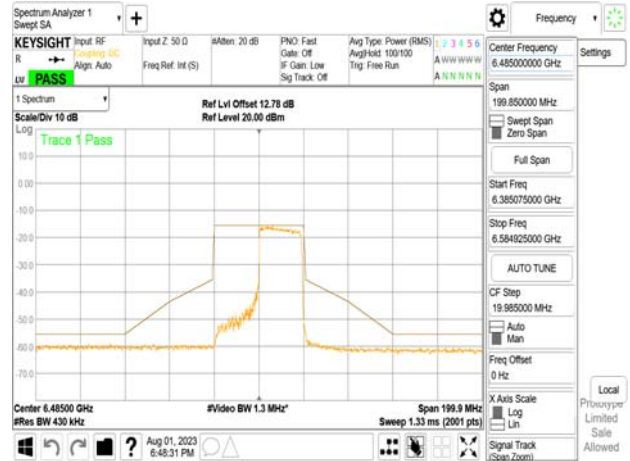 Spectrum Analyzer 1
Swept SA
+
Frequency
KEYSIGHT
R
LV PASS
Input: RF
Coupling: DC
Align: Auto
Input Z: 50 Ω
Freq Ref: Int (S)
#Atten: 20 dB
PNO: Fast
Gate: Off
IF Gain: Low
Sig Track: Off
Avg Type: Power (RMS)
Avg|Hold: 100/100
Trig: Free Run
1 2 3 4 5 6
A W W W W W
A N N N N N
1 Spectrum
Scale/Div 10 dB
Ref Lvl Offset 12.78 dB
Ref Level 20.00 dBm
Log
Trace 1 Pass
10.0
0.00
-10.0
-20.0
-30.0
-40.0
-50.0
-60.0
-70.0
Center 6.48500 GHz
#Video BW 1.3 MHz*
Span 199.9 MHz
#Res BW 430 kHz
Sweep 1.33 ms (2001 pts)
?
Aug 01, 2023
6:48:31 PM
Center Frequency
6.485000000 GHz
Settings
Span
199.850000 MHz
Swept Span
Zero Span
Full Span
Start Freq
6.385075000 GHz
Stop Freq
6.584925000 GHz
AUTO TUNE
CF Step
19.985000 MHz
Auto
Man
Freq Offset
0 Hz
X Axis Scale
Log
Lin
Local
Prototype
Limited
Sale
Allowed
Signal Track
(Span Zoom)